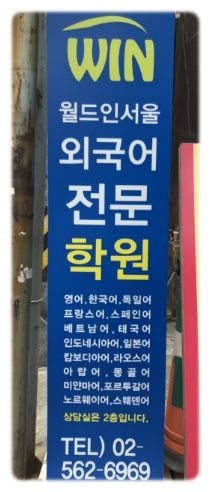 WIN
월드인서울
외국어
전문
학원
영어,한국어,독일어
프랑스어,스페인어
베트남어,태국어
인도네시아어,일본어
캄보디아어,라오스어
아랍어,몽골어
미얀마어,포르투갈어
노르웨이어,스웨덴어
상담실은 2층입니다.
TEL) 02-
562-6969